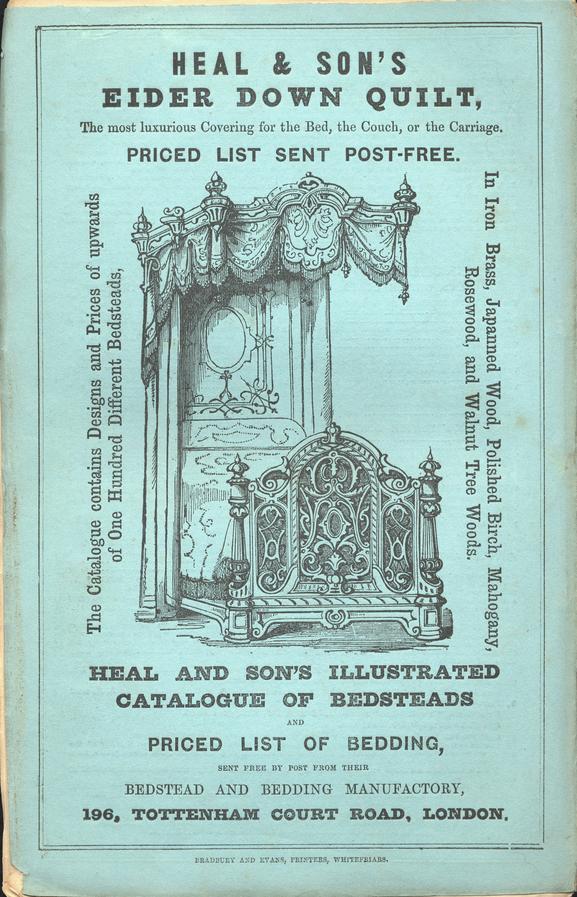 HEAL & SON'S
EIDER DOWN QUILT,
The most luxurious Covering for the Bed, the Couch, or the Carriage.
PRICED LIST SENT POST-FREE.
The Catalogue contains Designs and Prices of upwards
of One Hundred Different Bedsteads,
In Iron Brass, Japanned Wood, Polished Birch, Mahogany,
Rosewood, and Walnut Tree Woods.
HEAL AND SON'S ILLUSTRATED
CATALOGUE OF BEDSTEADS
AND
PRICED LIST OF BEDDING,
SENT FREE BY POST FROM THEIR
BEDSTEAD AND BEDDING MANUFACTORY,
196, TOTTENHAM COURT ROAD, LONDON.
BRADBURY AND EVANS, PRINTERS, WHITEFRIARS.